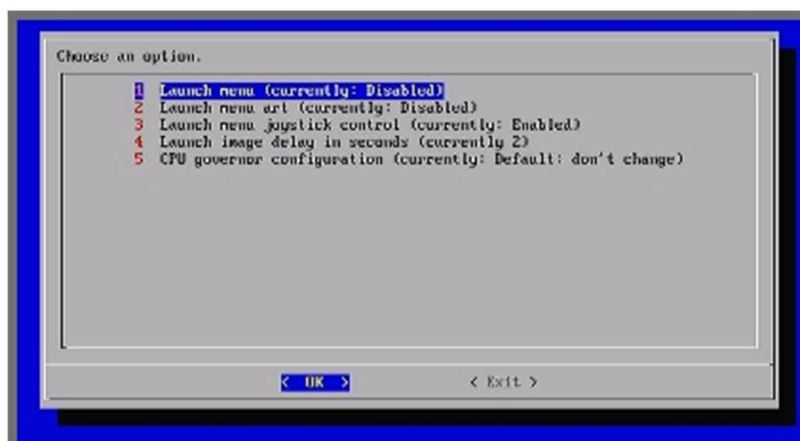 Choose an option.
1 Launch menu (currently: Disabled)
2 Launch menu art (currently: Disabled)
3 Launch menu joystick control (currently: Enabled)
4 Launch image delay in seconds (currently 2)
5 CPU governor configuration (currently: Default: don't change)
< OK > < Exit >